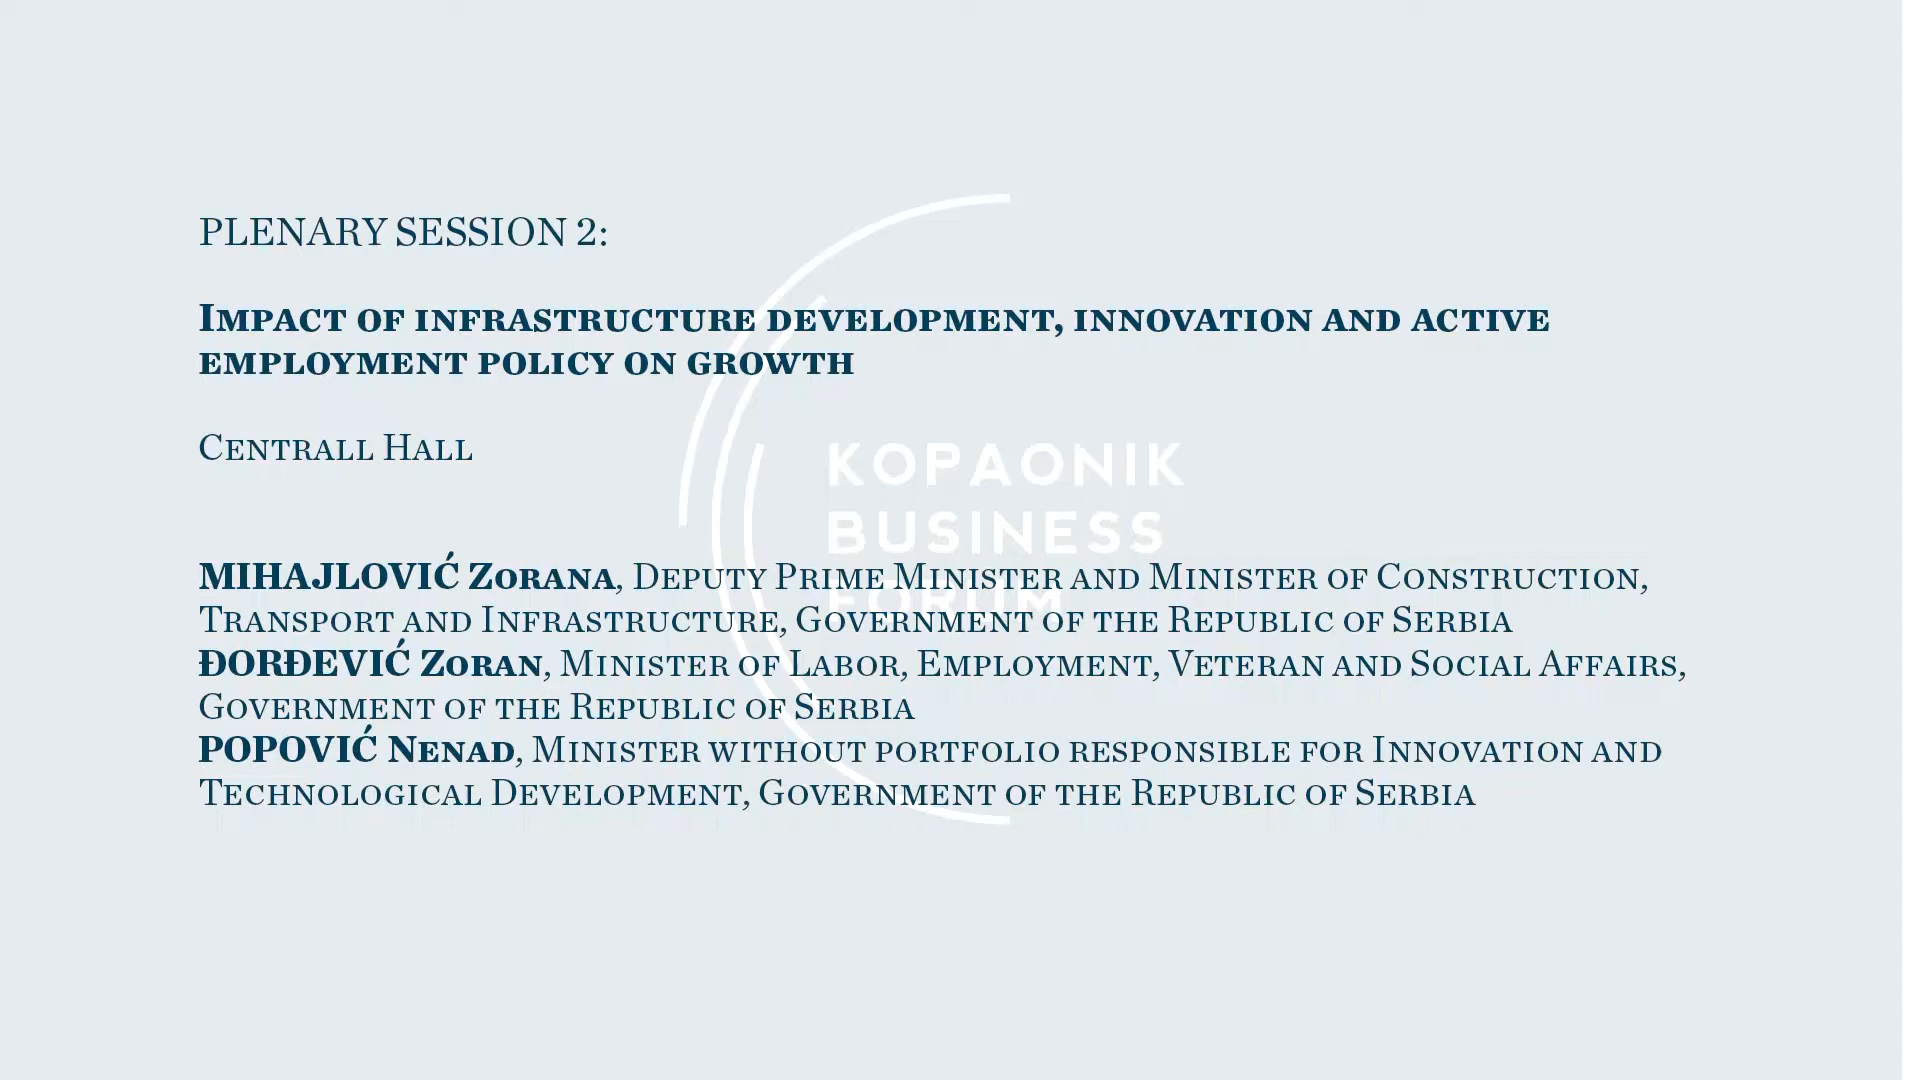 PLENARY SESSION 2:
Impact of infrastructure development, innovation and active
employment policy on growth
Centrall Hall
KOPAONIK
BUSINESS
FORUM
MIHAJLOVIĆ Zorana, Deputy Prime Minister and Minister of Construction,
Transport and Infrastructure, Government of the Republic of Serbia
ĐORĐEVIĆ Zoran, Minister of Labor, Employment, Veteran and Social Affairs,
Government of the Republic of Serbia
POPOVIĆ Nenad, Minister without portfolio responsible for Innovation and
Technological Development, Government of the Republic of Serbia